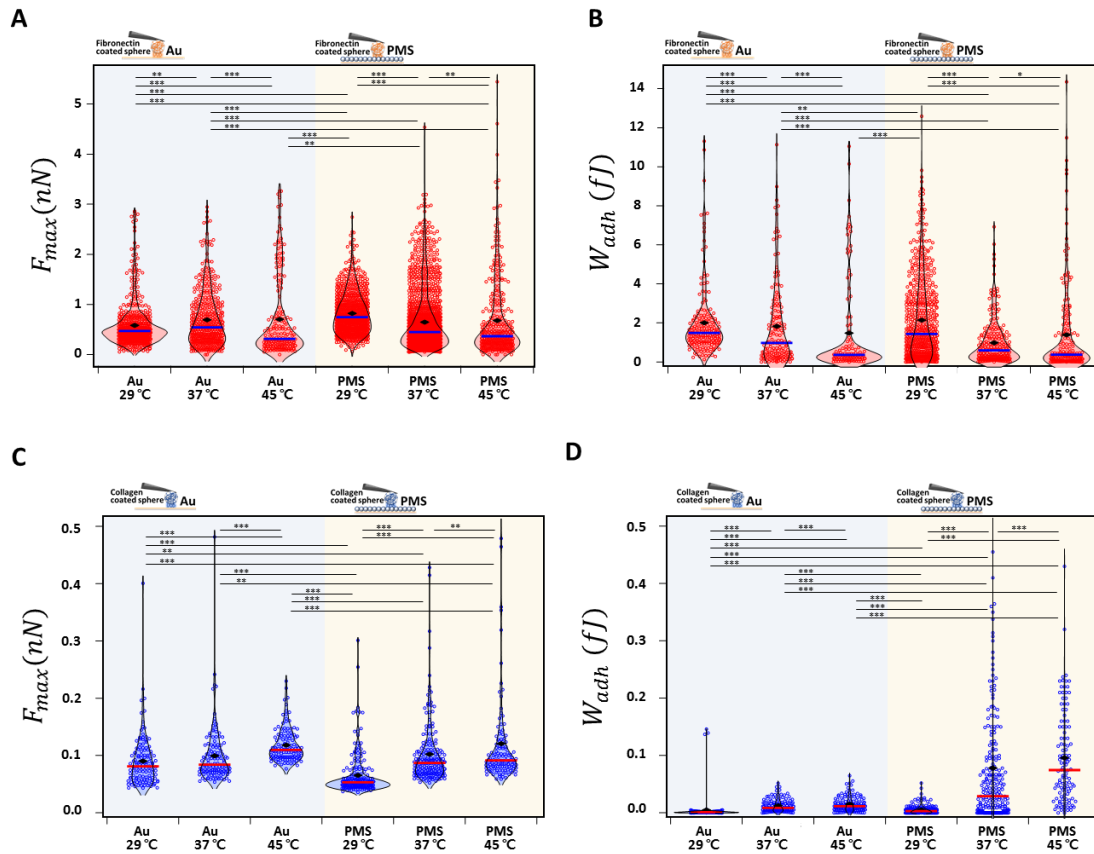 A
Fibronectin
coated sphere Au
Fibronectin
coated sphere PMS
** *** *** **
*** ***
***
***
***
***
***
***
**
F_max(nN)
5
4
3
2
1
0
Au Au Au PMS PMS PMS
29℃ 37℃ 45℃ 29℃ 37℃ 45℃
B
Fibronectin
coated sphere Au
Fibronectin
coated sphere PMS
*** *** *** *
*** ***
***
***
**
***
***
***
W_adh (fJ)
14
12
10
8
6
4
2
0
Au Au Au PMS PMS PMS
29℃ 37℃ 45℃ 29℃ 37℃ 45℃
C
Collagen
coated sphere Au
Collagen
coated sphere PMS
*** *** **
*** ***
***
**
***
***
**
***
***
***
F_max(nN)
0.5
0.4
0.3
0.2
0.1
0.0
Au Au Au PMS PMS PMS
29℃ 37℃ 45℃ 29℃ 37℃ 45℃
D
Collagen
coated sphere Au
Collagen
coated sphere PMS
*** *** *** ***
*** ***
***
***
***
***
***
***
***
***
***
W_adh (fJ)
0.5
0.4
0.3
0.2
0.1
0.0
Au Au Au PMS PMS PMS
29℃ 37℃ 45℃ 29℃ 37℃ 45℃